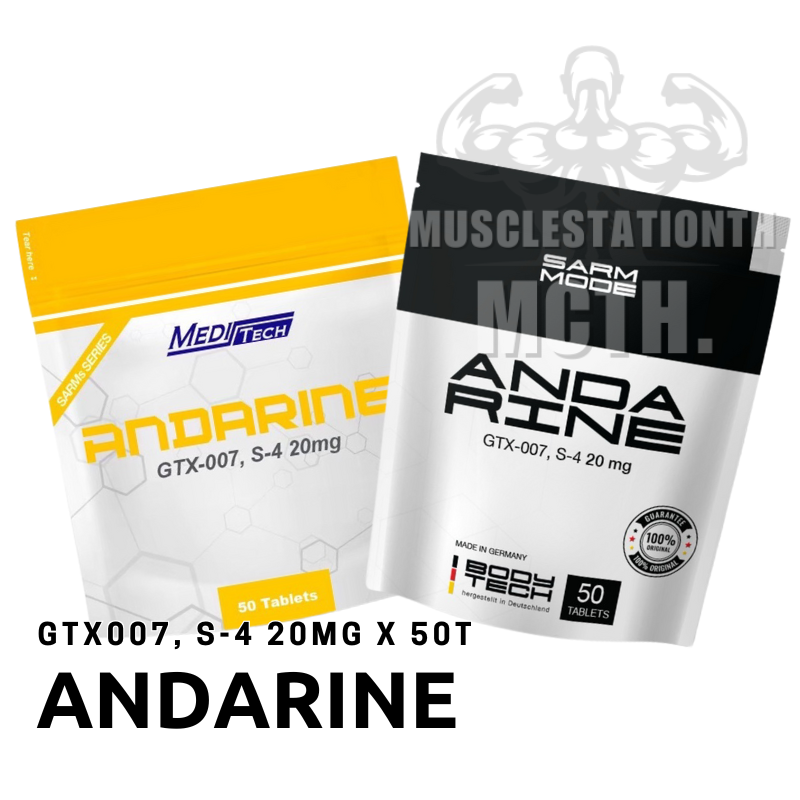 MUSCLESTATIONTH
MCTH.
Tear here
SARMs SERIES
MEDITECH
ANDARINE
GTX-007, S-4 20mg
50 Tablets
SARM
MODE
ANDA
RINE
GTX-007, S-4 20 mg
GUARANTEE
100%
ORIGINAL
100% ORIGINAL
MADE IN GERMANY
BODY
TECH
hergestellt in Deutschland
50
TABLETS
GTX007, S-4 20MG X 50T
ANDARINE